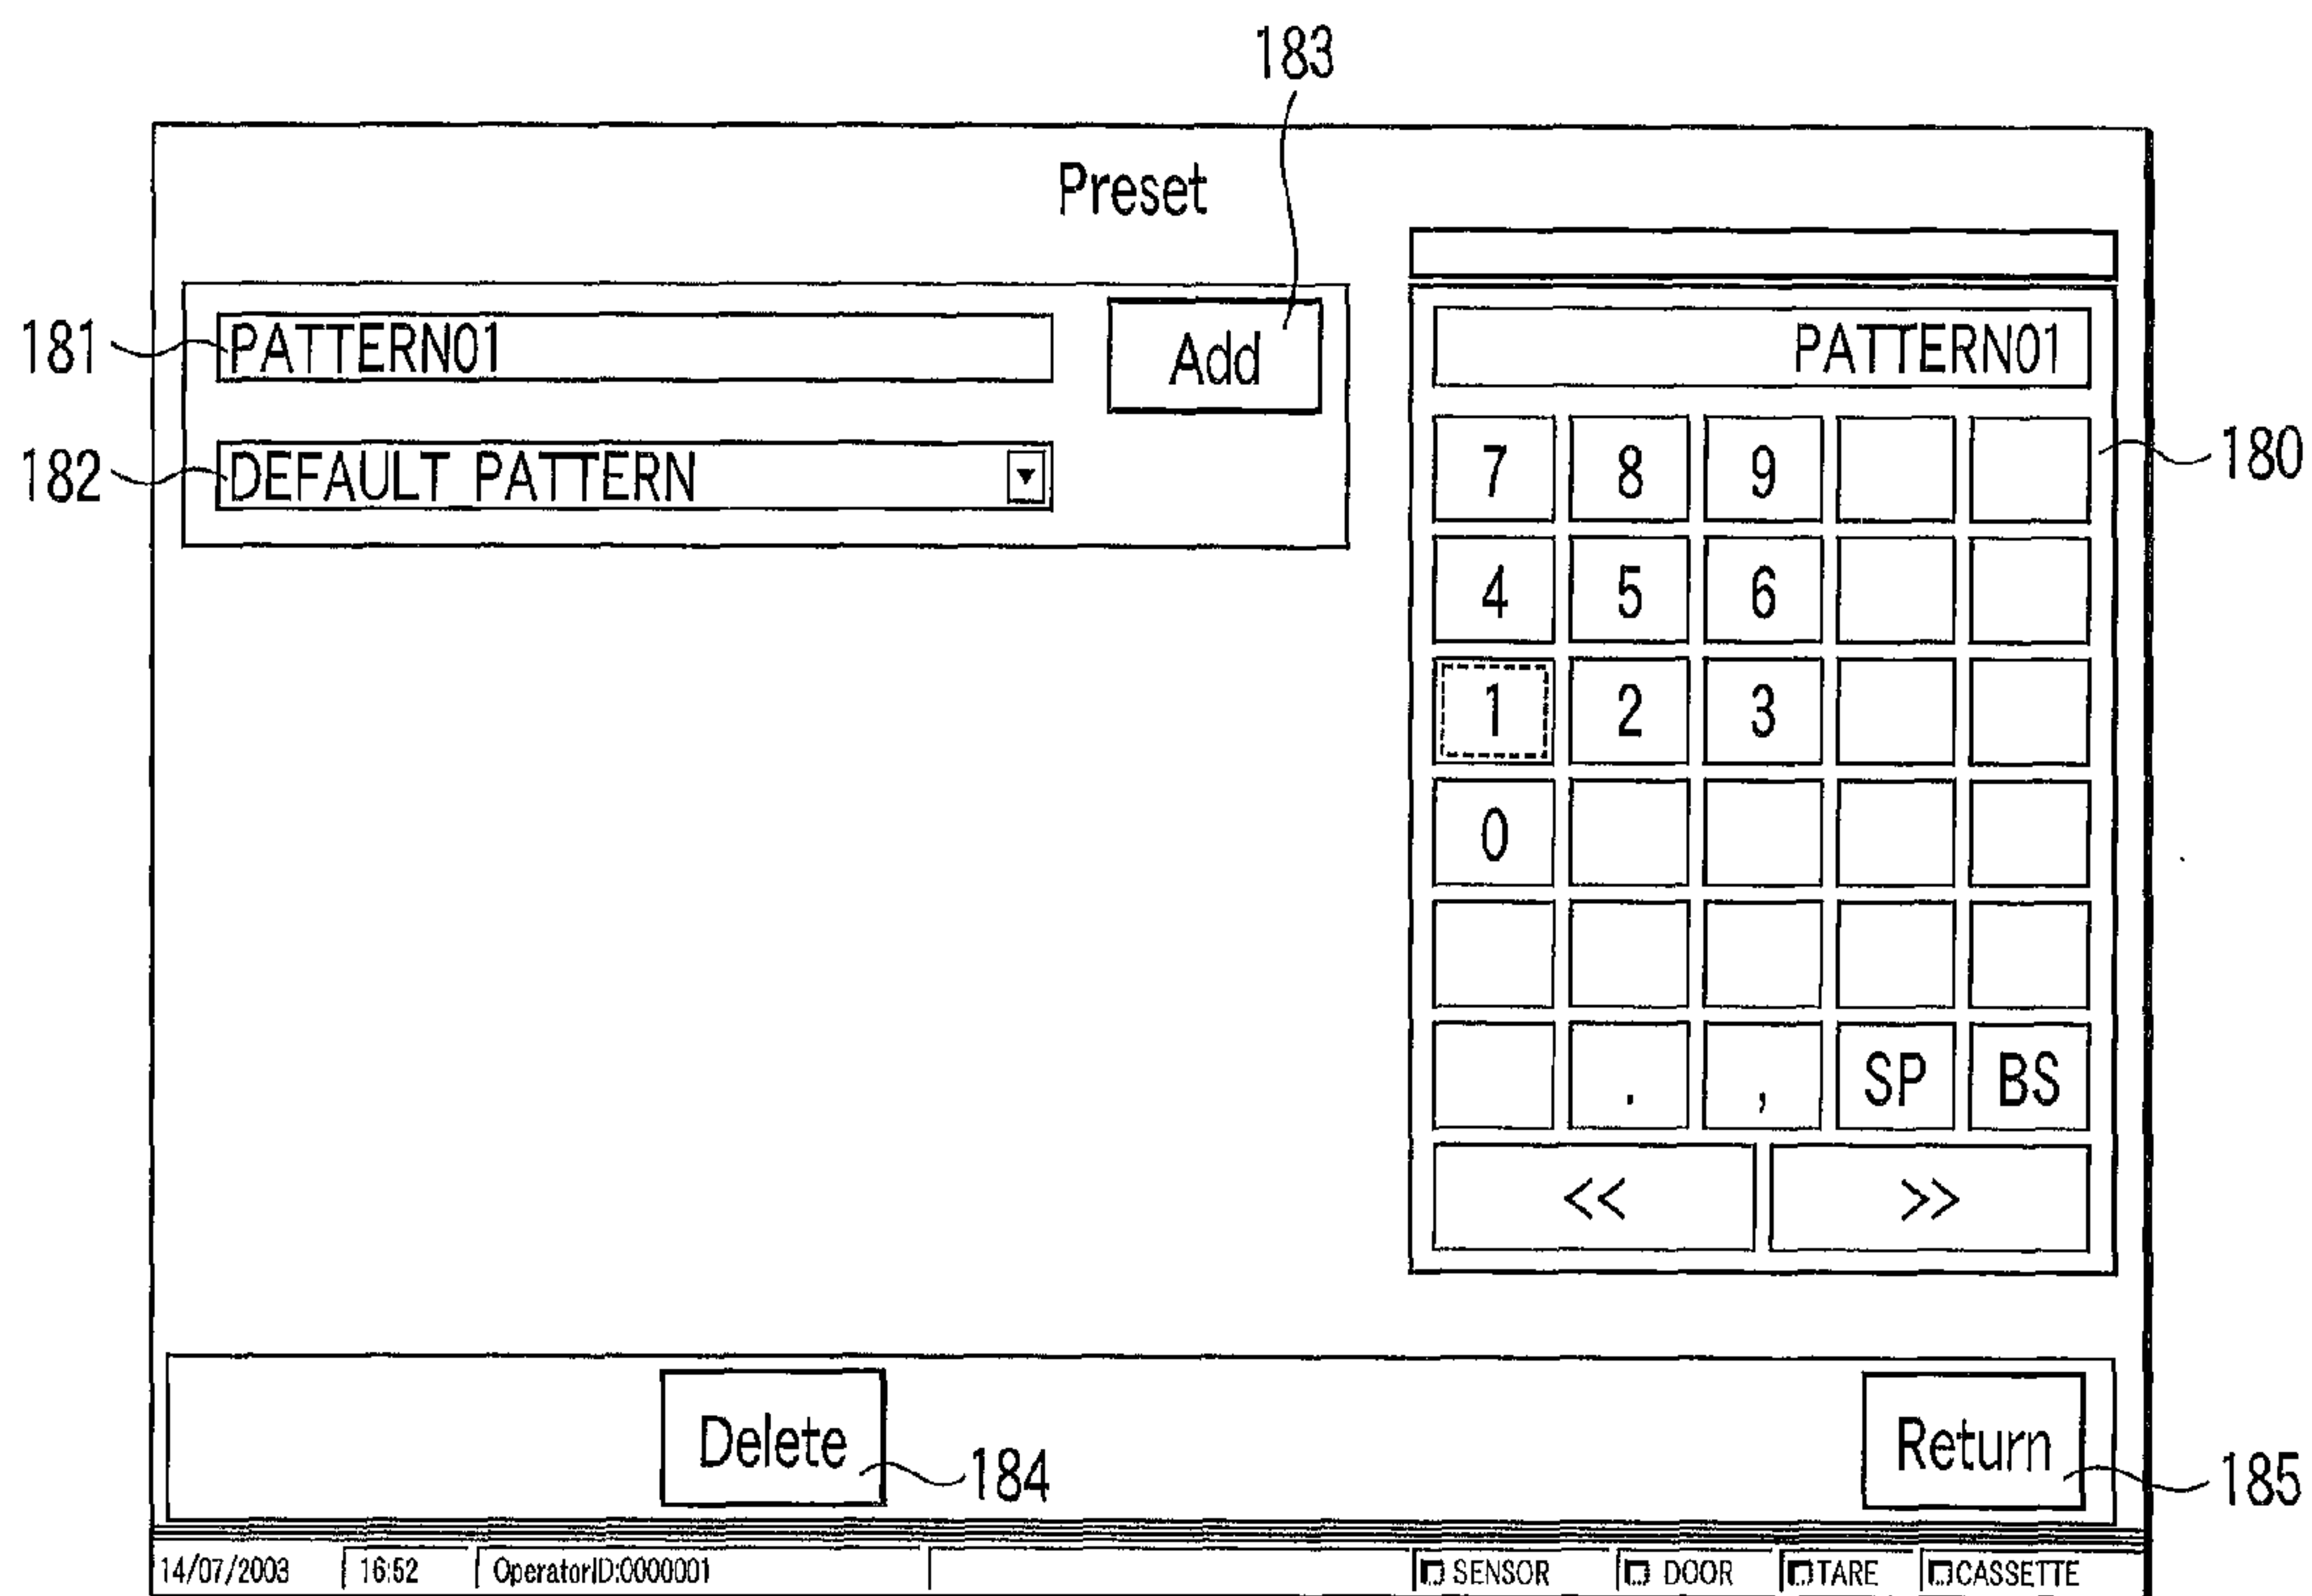 183
Preset
181
PATTERN01
Add
PATTERN01
182
DEFAULT PATTERN
7 8 9
180
4 5 6
1 2 3
0
. , SP BS
<< >>
Delete
184
Return
185
14/07/2003 16:52 OperatorID:0000001 SENSOR DOOR TARE CASSETTE